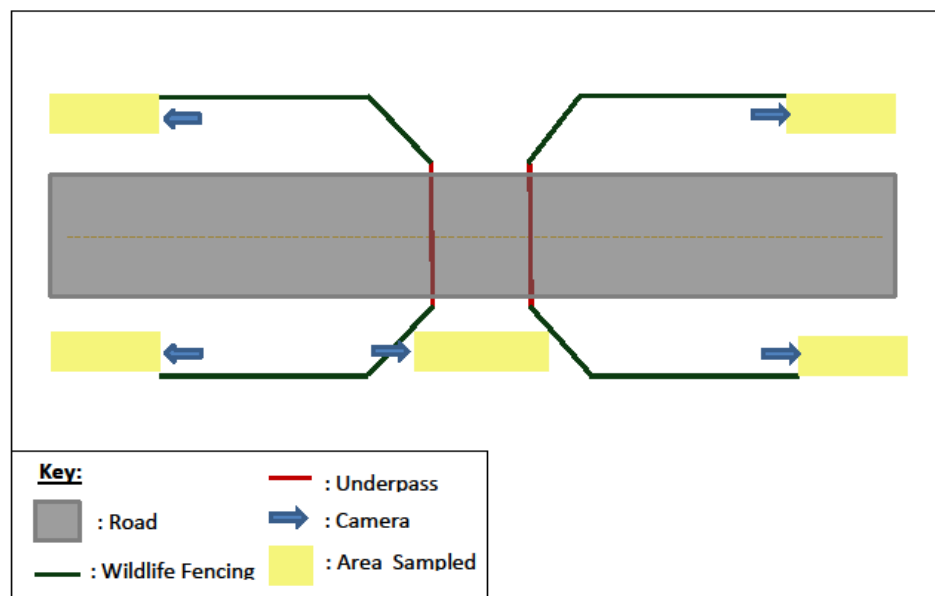 Key:
: Road
: Wildlife Fencing
: Underpass
: Camera
: Area Sampled